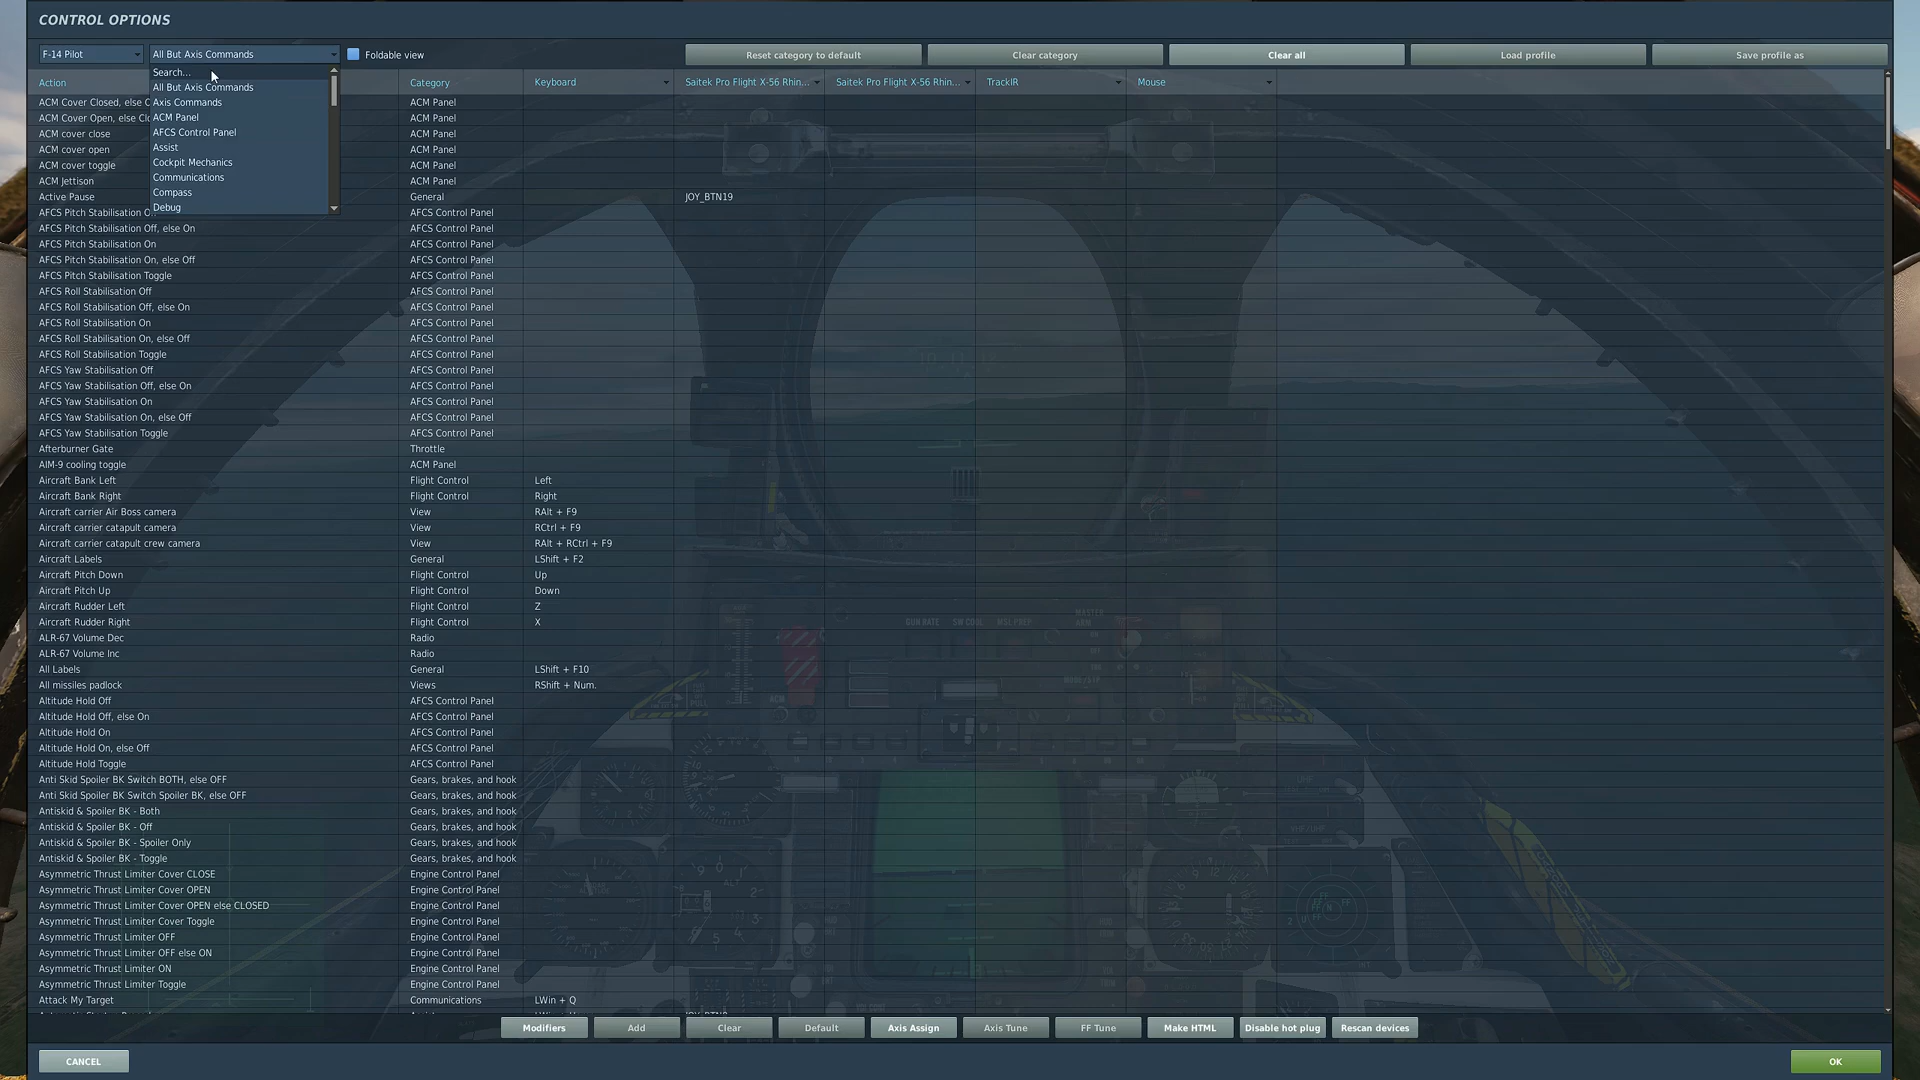 CONTROL OPTIONS
F-14 Pilot All But Axis Commands Foldable view Reset category to default Clear category Clear all Load profile Save profile as
Search...
All But Axis Commands
Axis Commands
ACM Panel
AFCS Control Panel
Assist
Cockpit Mechanics
Communications
Compass
Debug
Action Category Keyboard Saitek Pro Flight X-56 Rhin... Saitek Pro Flight X-56 Rhin... TrackIR Mouse
ACM Cover Closed, else O ACM Panel
ACM Cover Open, else Clo ACM Panel
ACM cover close ACM Panel
ACM cover open ACM Panel
ACM cover toggle ACM Panel
ACM Jettison ACM Panel
Active Pause General JOY_BTN19
AFCS Pitch Stabilisation O AFCS Control Panel
AFCS Pitch Stabilisation Off, else On AFCS Control Panel
AFCS Pitch Stabilisation On AFCS Control Panel
AFCS Pitch Stabilisation On, else Off AFCS Control Panel
AFCS Pitch Stabilisation Toggle AFCS Control Panel
AFCS Roll Stabilisation Off AFCS Control Panel
AFCS Roll Stabilisation Off, else On AFCS Control Panel
AFCS Roll Stabilisation On AFCS Control Panel
AFCS Roll Stabilisation On, else Off AFCS Control Panel
AFCS Roll Stabilisation Toggle AFCS Control Panel
AFCS Yaw Stabilisation Off AFCS Control Panel
AFCS Yaw Stabilisation Off, else On AFCS Control Panel
AFCS Yaw Stabilisation On AFCS Control Panel
AFCS Yaw Stabilisation On, else Off AFCS Control Panel
AFCS Yaw Stabilisation Toggle AFCS Control Panel
Afterburner Gate Throttle
AIM-9 cooling toggle ACM Panel
Aircraft Bank Left Flight Control Left
Aircraft Bank Right Flight Control Right
Aircraft carrier Air Boss camera View RAlt + F9
Aircraft carrier catapult camera View RCtrl + F9
Aircraft carrier catapult crew camera View RAlt + RCtrl + F9
Aircraft Labels General LShift + F2
Aircraft Pitch Down Flight Control Up
Aircraft Pitch Up Flight Control Down
Aircraft Rudder Left Flight Control Z
Aircraft Rudder Right Flight Control X
ALR-67 Volume Dec Radio
ALR-67 Volume Inc Radio
All Labels General LShift + F10
All missiles padlock Views RShift + Num.
Altitude Hold Off AFCS Control Panel
Altitude Hold Off, else On AFCS Control Panel
Altitude Hold On AFCS Control Panel
Altitude Hold On, else Off AFCS Control Panel
Altitude Hold Toggle AFCS Control Panel
Anti Skid Spoiler BK Switch BOTH, else OFF Gears, brakes, and hook
Anti Skid Spoiler BK Switch Spoiler BK, else OFF Gears, brakes, and hook
Antiskid & Spoiler BK - Both Gears, brakes, and hook
Antiskid & Spoiler BK - Off Gears, brakes, and hook
Antiskid & Spoiler BK - Spoiler Only Gears, brakes, and hook
Antiskid & Spoiler BK - Toggle Gears, brakes, and hook
Asymmetric Thrust Limiter Cover CLOSE Engine Control Panel
Asymmetric Thrust Limiter Cover OPEN Engine Control Panel
Asymmetric Thrust Limiter Cover OPEN else CLOSED Engine Control Panel
Asymmetric Thrust Limiter Cover Toggle Engine Control Panel
Asymmetric Thrust Limiter OFF Engine Control Panel
Asymmetric Thrust Limiter OFF else ON Engine Control Panel
Asymmetric Thrust Limiter ON Engine Control Panel
Asymmetric Thrust Limiter Toggle Engine Control Panel
Attack My Target Communications LWin + Q
Modifiers Add Clear Default Axis Assign Axis Tune FF Tune Make HTML Disable hot plug Rescan devices
CANCEL OK